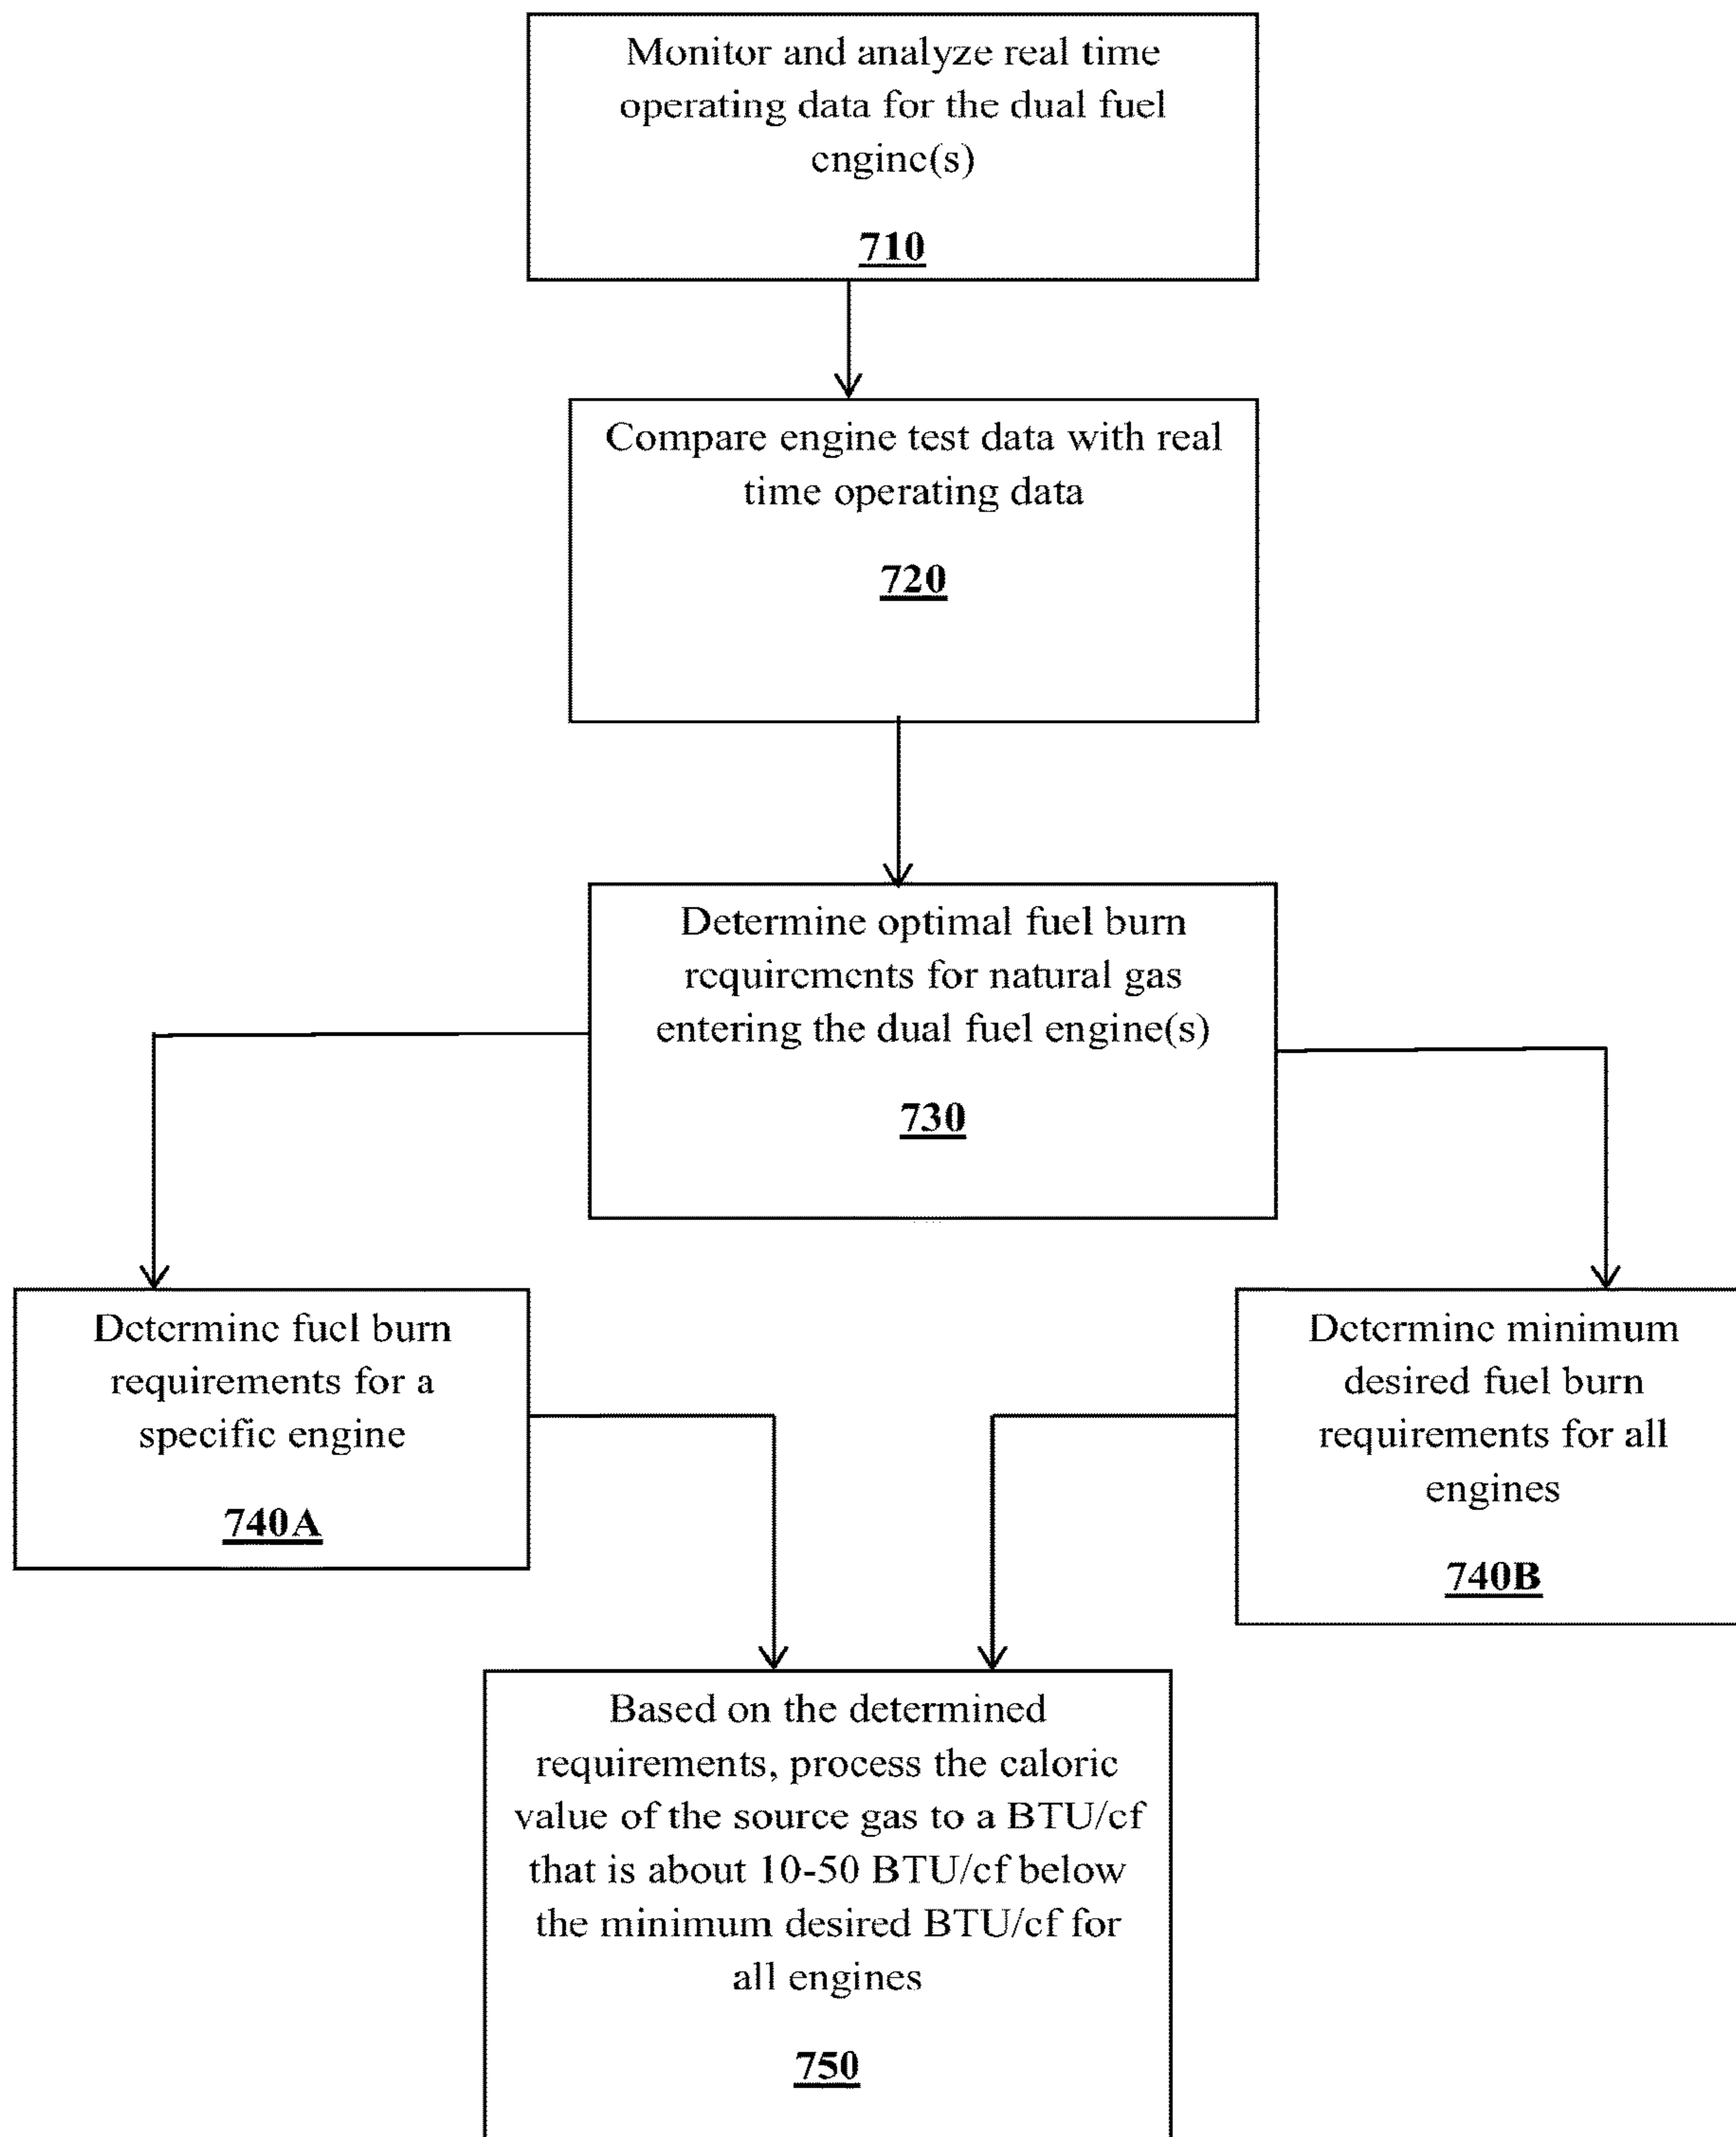 Monitor and analyze real time
operating data for the dual fuel
engine(s)
710
Compare engine test data with real
time operating data
720
Determine optimal fuel burn
requirements for natural gas
entering the dual fuel engine(s)
730
Determine fuel burn
requirements for a
specific engine
740A
Determine minimum
desired fuel burn
requirements for all
engines
740B
Based on the determined
requirements, process the caloric
value of the source gas to a BTU/cf
that is about 10-50 BTU/cf below
the minimum desired BTU/cf for
all engines
750